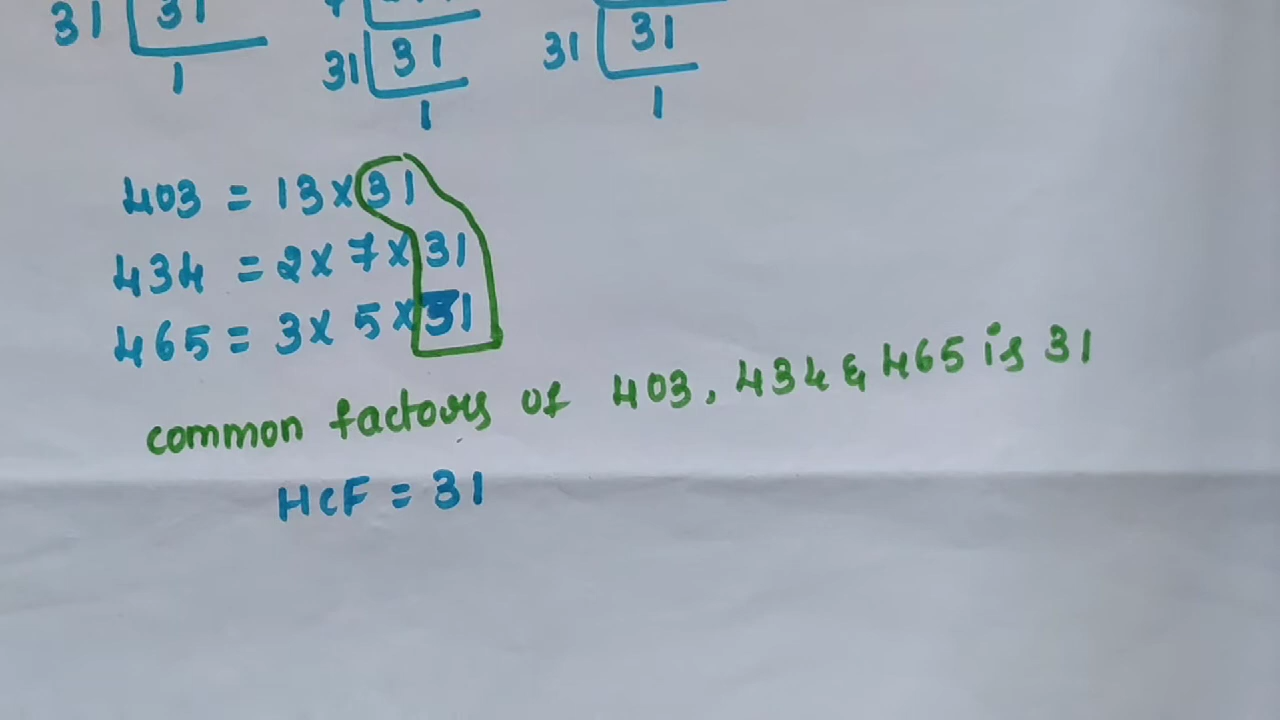 31 31 31
31 31 31
1 1 1
403 = 13 x 31
434 = 2 x 7 x 31
465 = 3 x 5 x 31
common factors of 403, 434 & 465 is 31
HCF = 31